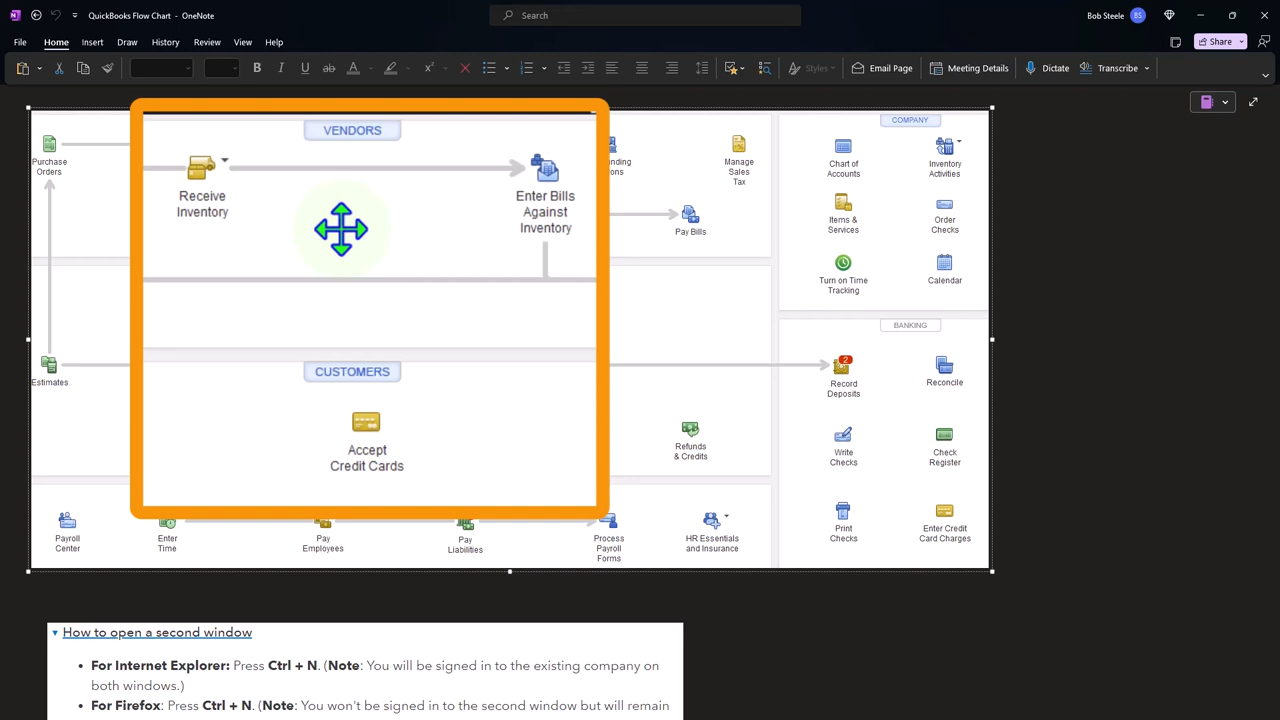 QuickBooks Flow Chart - OneNote
Search
Bob Steele
BS
File
Home
Insert
Draw
History
Review
View
Help
Share
B
I
U
A
Styles
Email Page
Meeting Details
Dictate
Transcribe
Purchase
Orders
VENDORS
Receive
Inventory
Enter Bills
Against
Inventory
Manage
Sales
Tax
Pay Bills
COMPANY
Chart of
Accounts
Inventory
Activities
Items &
Services
Order
Checks
Turn on Time
Tracking
Calendar
Estimates
CUSTOMERS
Accept
Credit Cards
Refunds
& Credits
BANKING
2
Record
Deposits
Reconcile
Write
Checks
Check
Register
Print
Checks
Enter Credit
Card Charges
Payroll
Center
Enter
Time
Pay
Employees
Pay
Liabilities
Process
Payroll
Forms
HR Essentials
and Insurance
How to open a second window
• For Internet Explorer: Press Ctrl + N. (Note: You will be signed in to the existing company on
both windows.)
• For Firefox: Press Ctrl + N. (Note: You won't be signed in to the second window but will remain